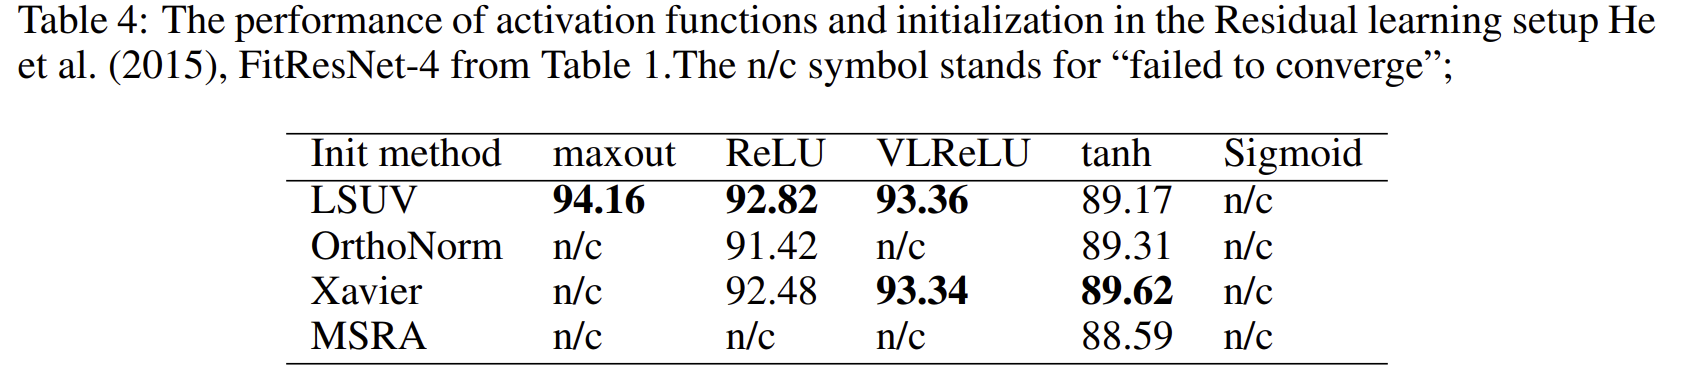 Table 4: The performance of activation functions and initialization in the Residual learning setup He
et al. (2015), FitResNet-4 from Table 1.The n/c symbol stands for “failed to converge”;
Init method maxout ReLU VLReLU tanh Sigmoid
LSUV 94.16 92.82 93.36 89.17 n/c
OrthoNorm n/c 91.42 n/c 89.31 n/c
Xavier n/c 92.48 93.34 89.62 n/c
MSRA n/c n/c n/c 88.59 n/c